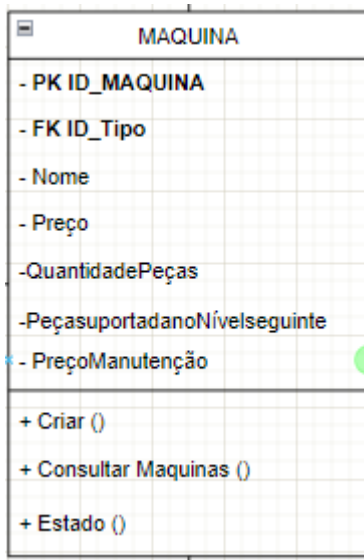 MAQUINA
- PK ID_MAQUINA
- FK ID_Tipo
- Nome
- Preço
-QuantidadePeças
-PeçasuportadanoNívelseguinte
- PreçoManutenção
+ Criar ()
+ Consultar Maquinas ()
+ Estado ()